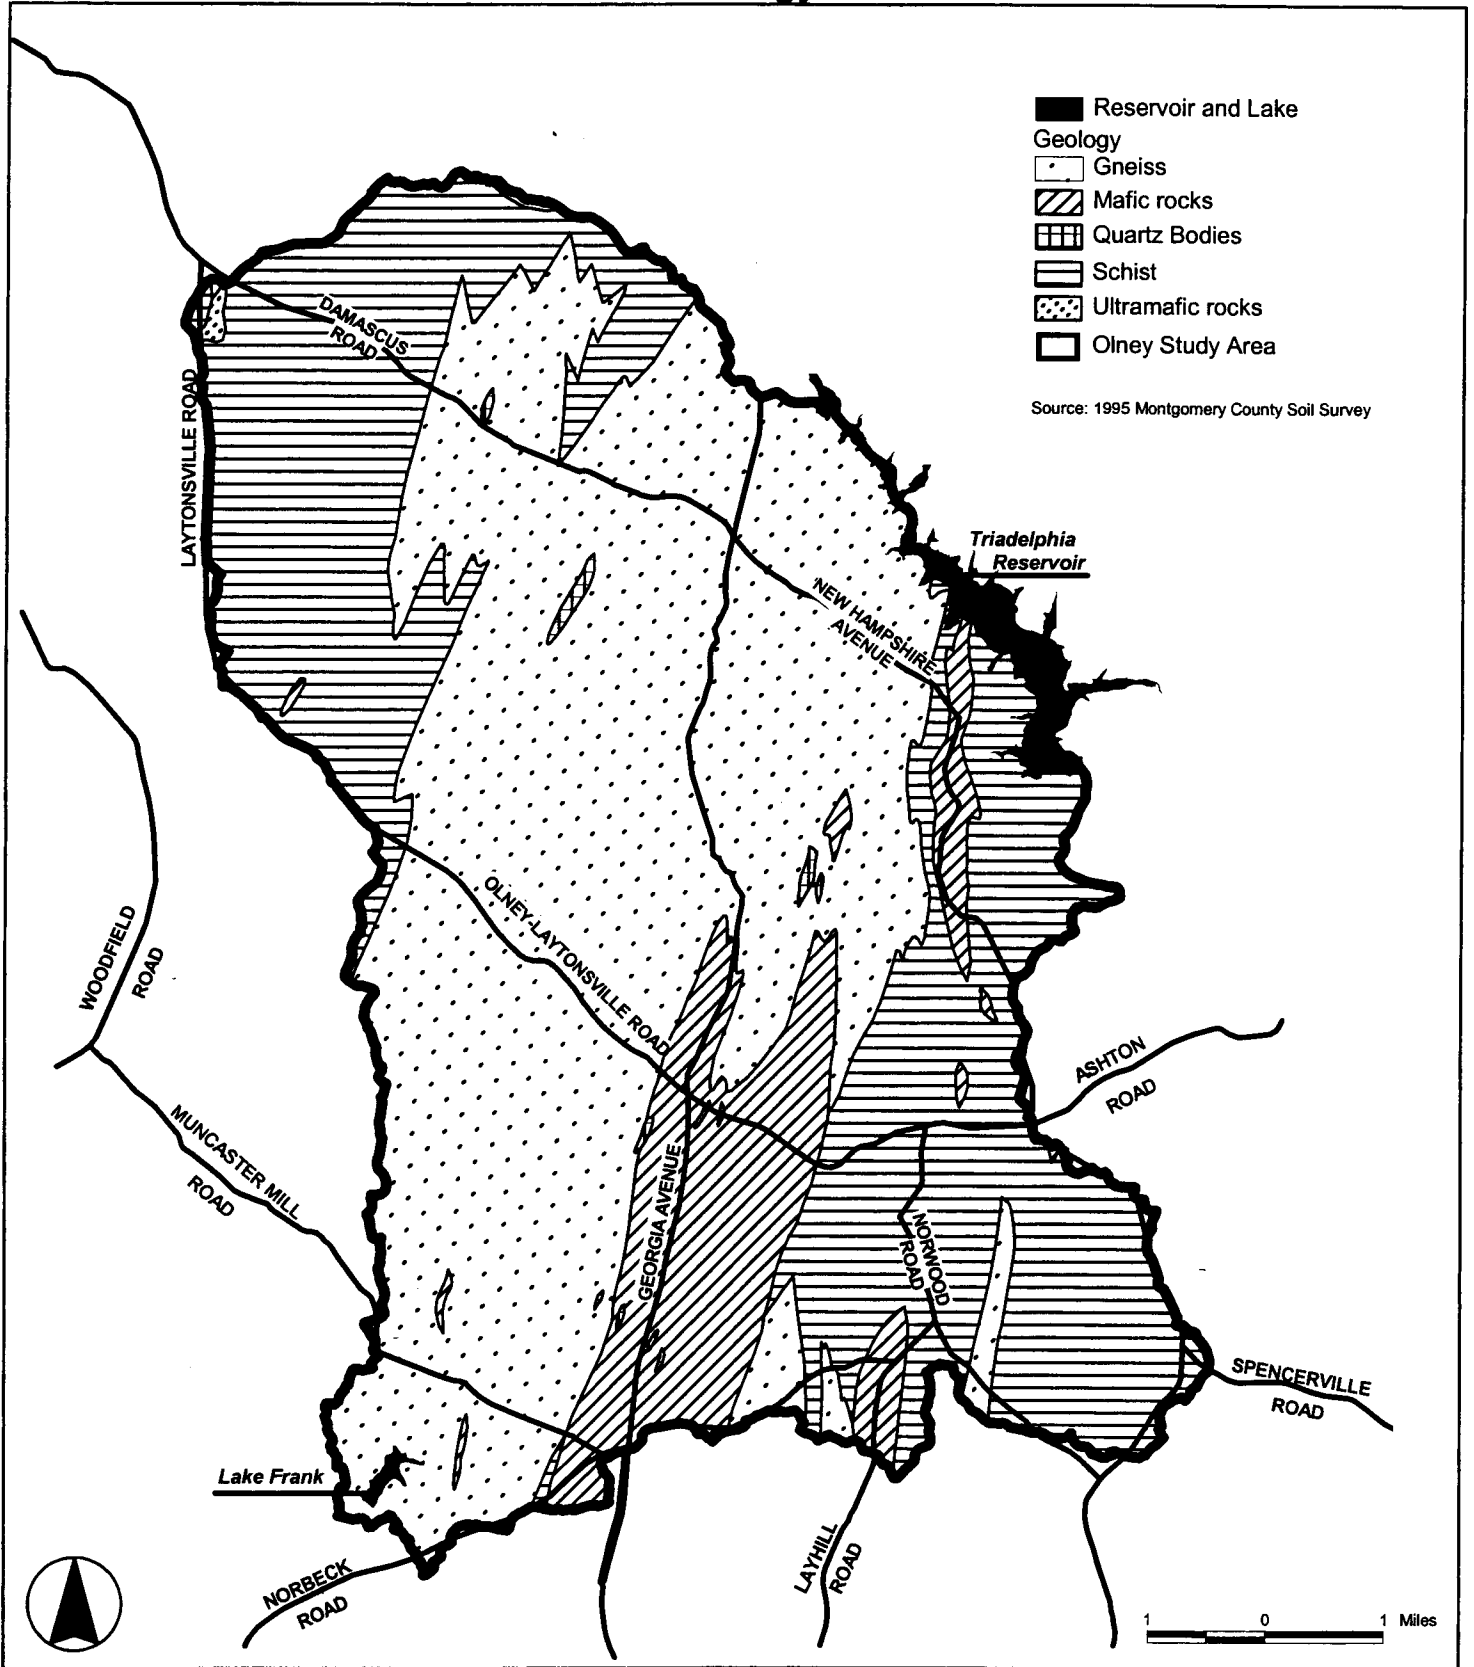 Reservoir and Lake
Geology
Gneiss
Mafic rocks
Quartz Bodies
Schist
Ultramafic rocks
Olney Study Area
Source: 1995 Montgomery County Soil Survey
DAMASCUS
ROAD
LAYTONSVILLE ROAD
Triadelphia
Reservoir
NEW HAMPSHIRE
AVENUE
OLNEY-LAYTONSVILLE ROAD
WOODFIELD
ROAD
ASHTON
ROAD
MUNCASTER MILL
ROAD
GEORGIA AVENUE
NORWOOD
ROAD
SPENCERVILLE
ROAD
Lake Frank
LAYHILL
ROAD
NORBECK
ROAD
1 0 1 Miles